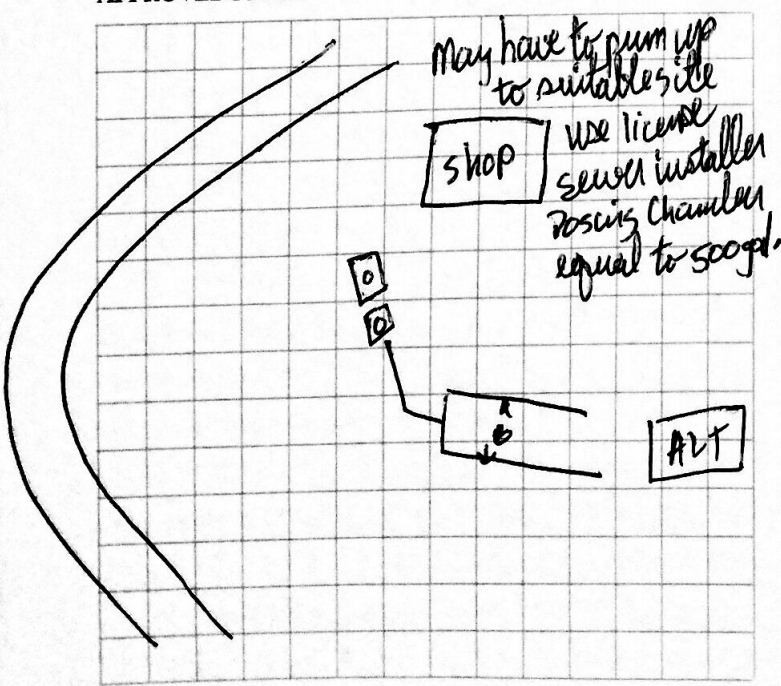 May have to pum up
to suitable site
use license
sewer installer
Dosing Chamber
equal to 500gal.
SHOP
O
O
6
ALT